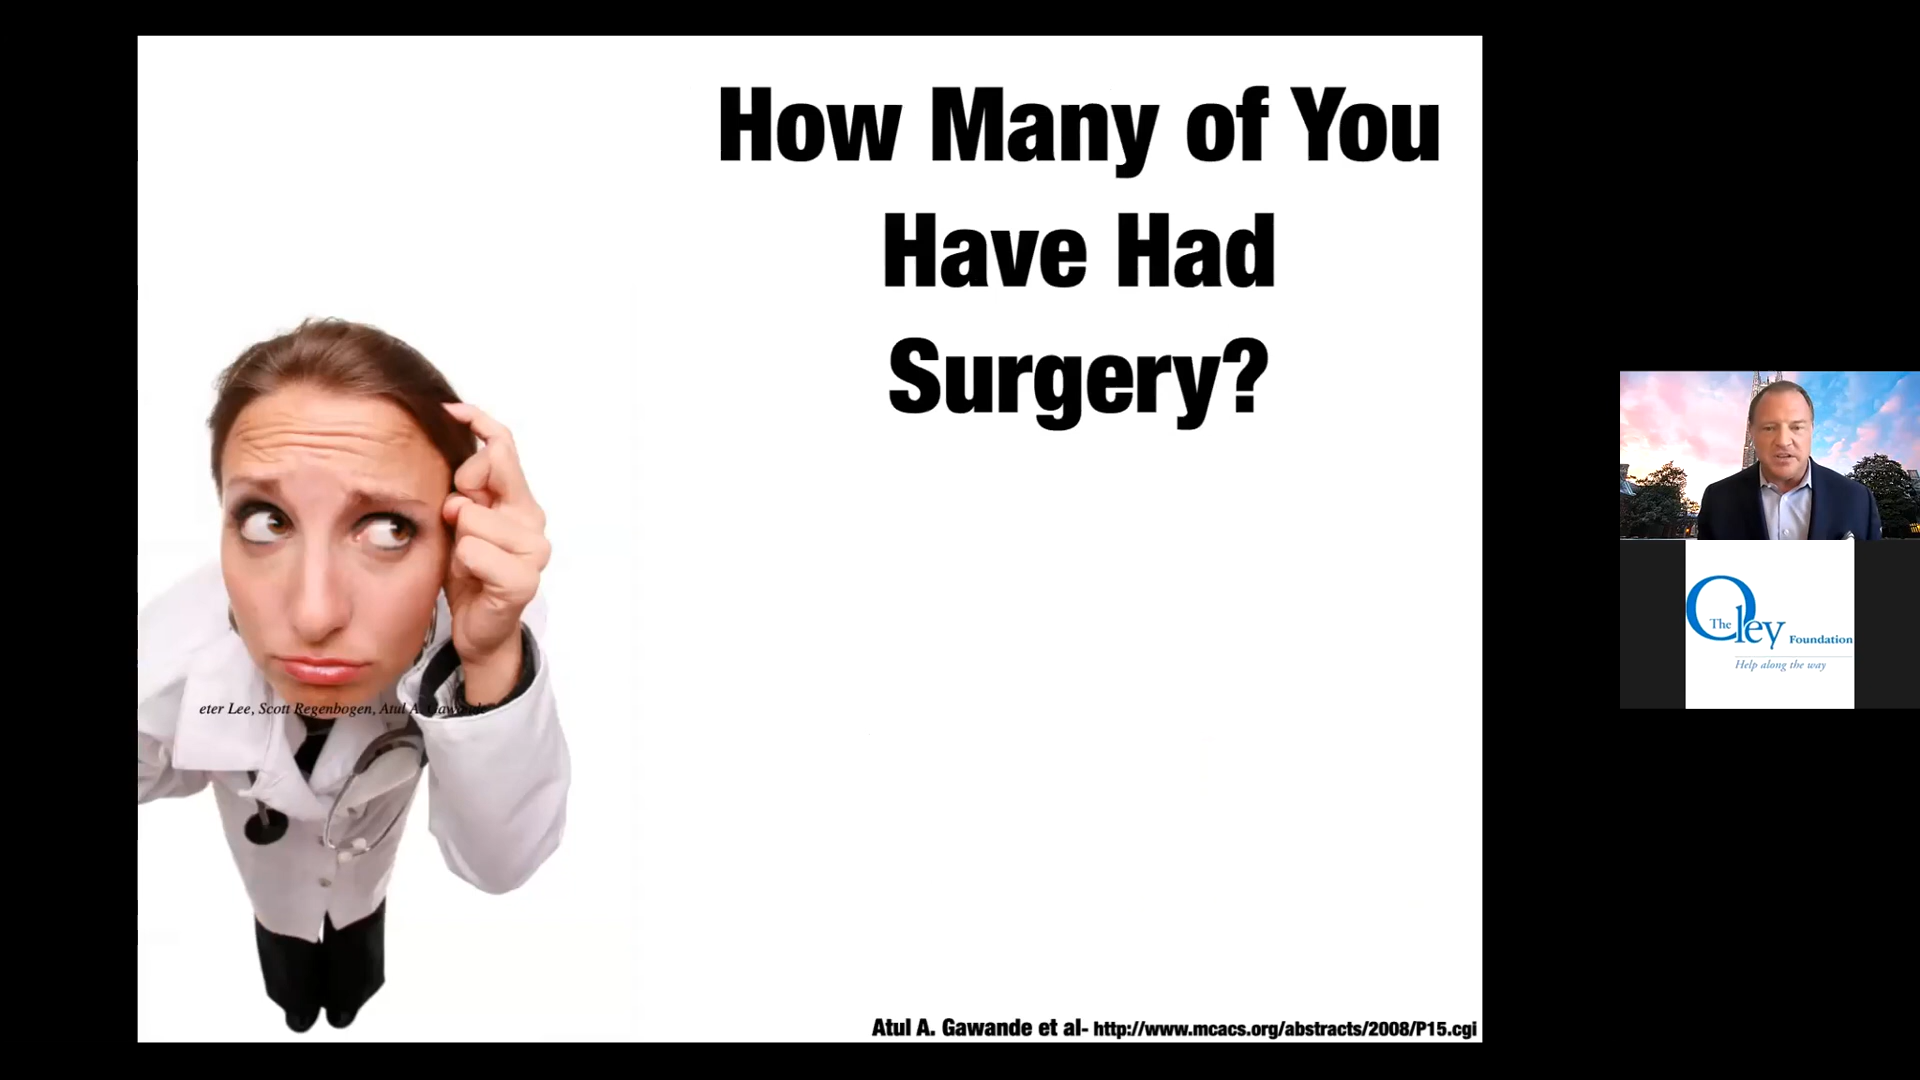 How Many of You
Have Had
Surgery?
eter Lee, Scott Regenbogen, Atul A. Gawande
Atul A. Gawande et al- http://www.mcacs.org/abstracts/2008/P15.cgi
The Oley Foundation
Help along the way